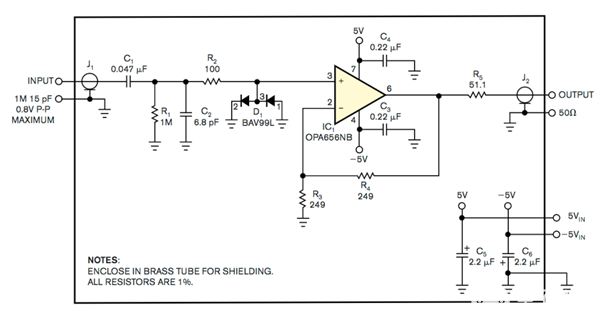 INPUT
1M 15 pF
0.8V P-P
MAXIMUM
J1
C1
0.047 µF
R1
1M
C2
6.8 pF
R2
100
2
3
1
D1
BAV99L
3
+
2
−
7
6
4
IC1
OPA656NB
5V
C4
0.22 µF
C3
0.22 µF
−5V
R3
249
R4
249
R5
51.1
J2
OUTPUT
50Ω
5V
−5V
5VIN
−5VIN
+
C5
2.2 µF
+
C6
2.2 µF
NOTES:
ENCLOSE IN BRASS TUBE FOR SHIELDING.
ALL RESISTORS ARE 1%.